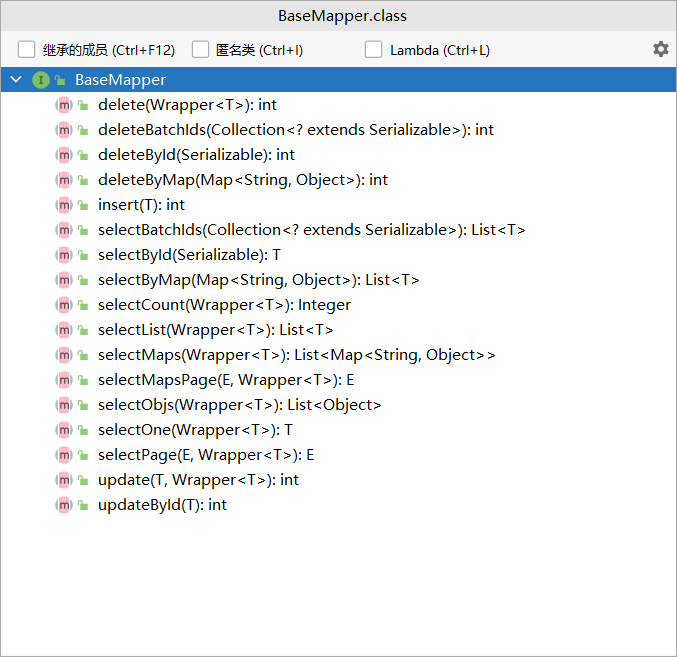 BaseMapper.class
继承的成员 (Ctrl+F12) 匿名类 (Ctrl+I) Lambda (Ctrl+L)
I BaseMapper
m delete(Wrapper<T>): int
m deleteBatchIds(Collection<? extends Serializable>): int
m deleteById(Serializable): int
m deleteByMap(Map<String, Object>): int
m insert(T): int
m selectBatchIds(Collection<? extends Serializable>): List<T>
m selectById(Serializable): T
m selectByMap(Map<String, Object>): List<T>
m selectCount(Wrapper<T>): Integer
m selectList(Wrapper<T>): List<T>
m selectMaps(Wrapper<T>): List<Map<String, Object>>
m selectMapsPage(E, Wrapper<T>): E
m selectObjs(Wrapper<T>): List<Object>
m selectOne(Wrapper<T>): T
m selectPage(E, Wrapper<T>): E
m update(T, Wrapper<T>): int
m updateById(T): int